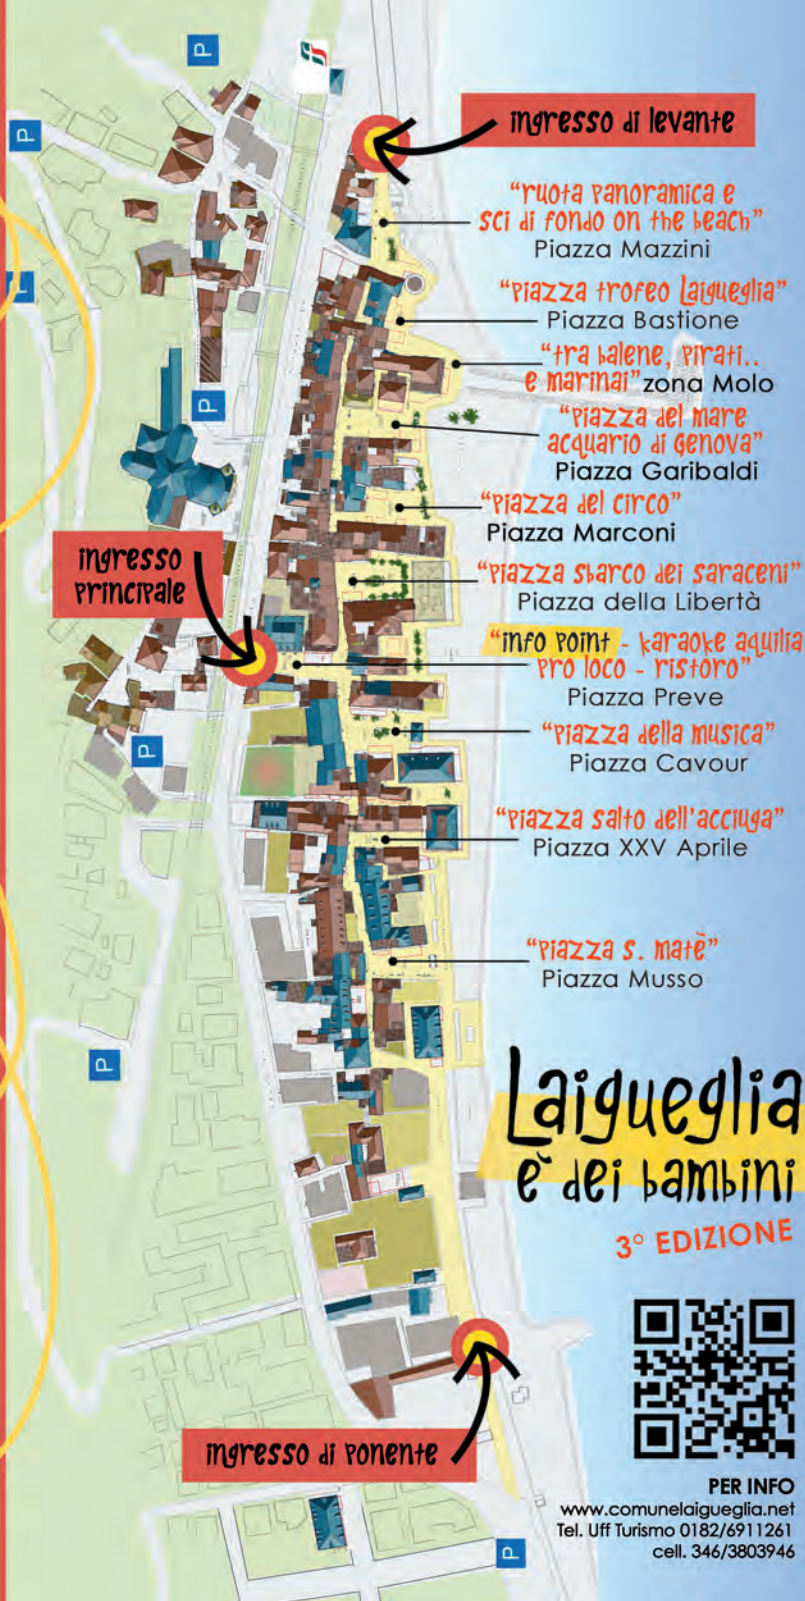 P
P
ingresso di levante
"ruota panoramica e
sci di fondo on the beach"
Piazza Mazzini
"Piazza trofeo Laigueglia"
Piazza Bastione
"tra balene, pirati..
e marinai" zona Molo
P
"Piazza del mare
acquario di Genova"
Piazza Garibaldi
"Piazza del circo"
Piazza Marconi
ingresso
principale
"Piazza sbarco dei saraceni"
Piazza della Libertà
"info point - karaoke aquilia
pro loco - ristoro"
Piazza Preve
P
"Piazza della musica"
Piazza Cavour
"Piazza salto dell'acciuga"
Piazza XXV Aprile
"Piazza S. Matè"
Piazza Musso
P
Laigueglia
è dei bambini
3° EDIZIONE
ingresso di ponente
PER INFO
www.comunelaigueglia.net
Tel. Uff Turismo 0182/6911261
cell. 346/3803946
P